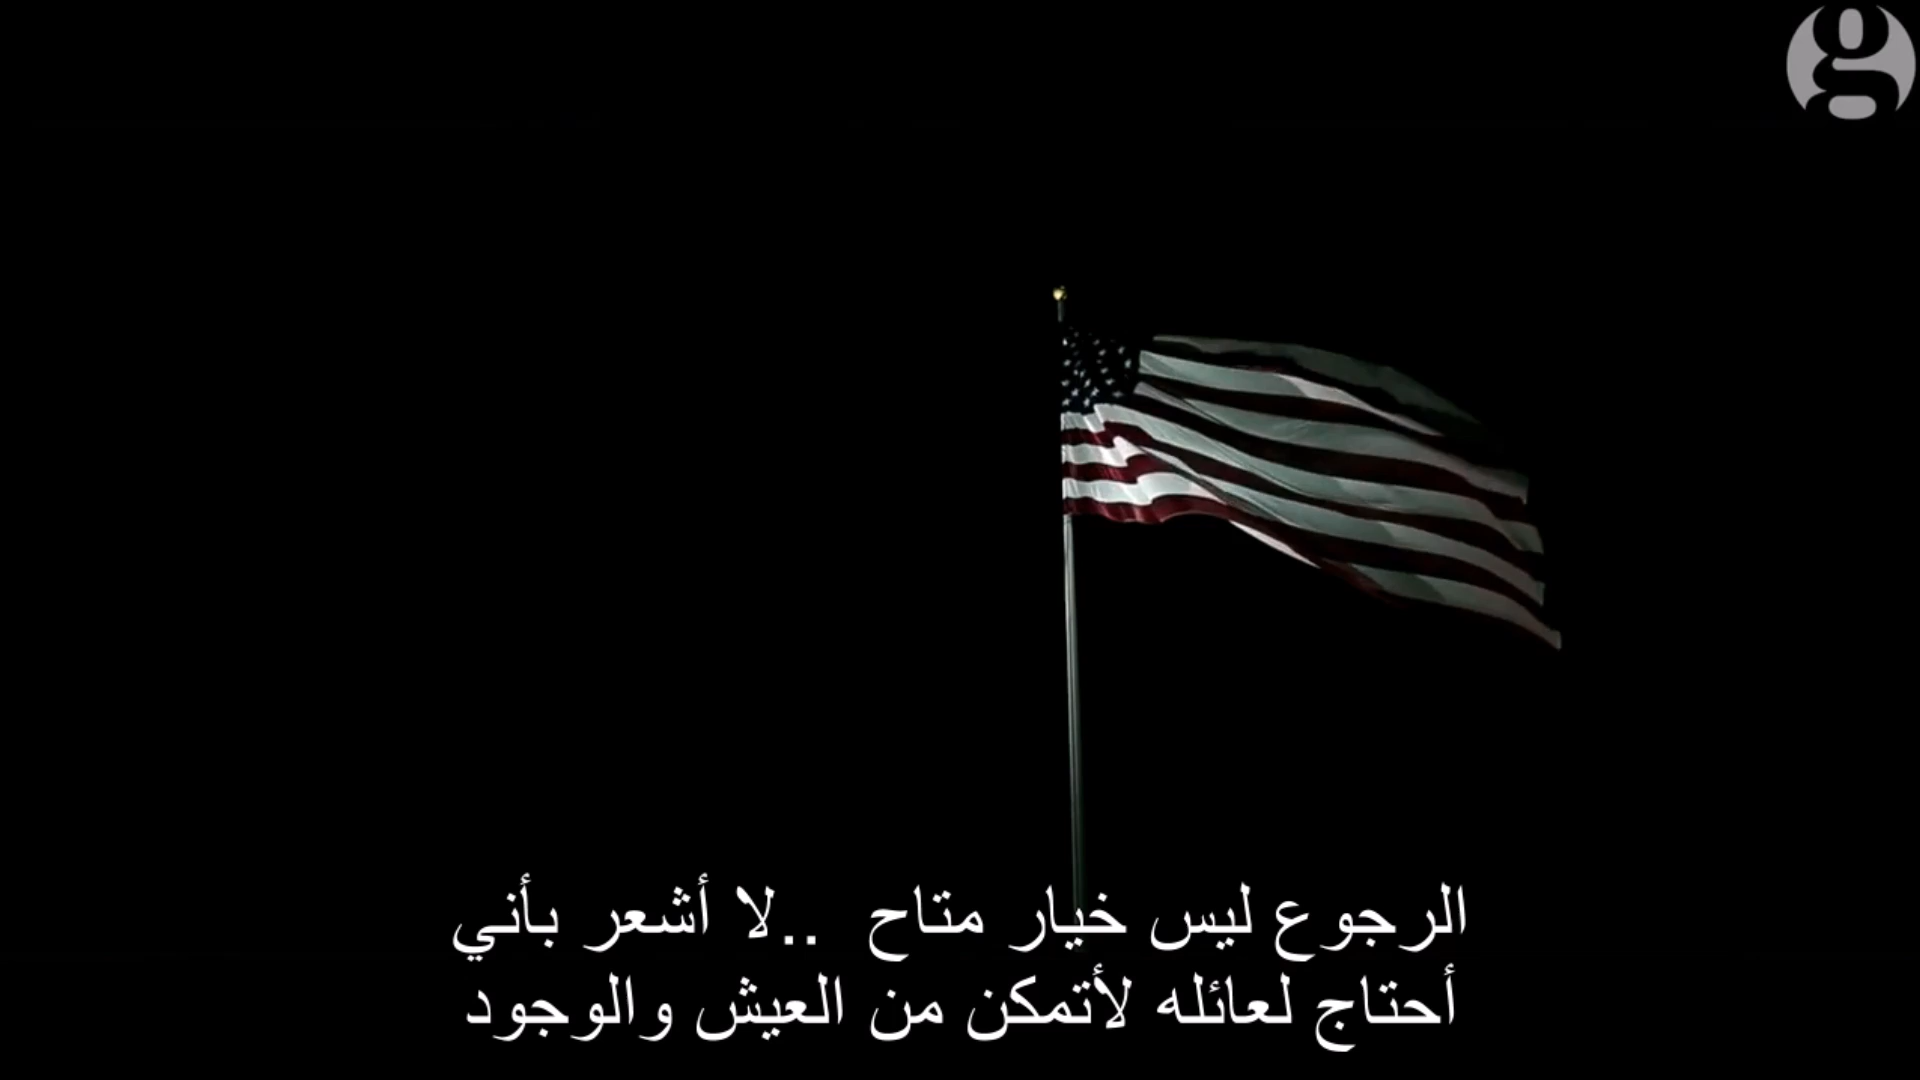 g
الرجوع ليس خيار متاح ..لا أشعر بأني
أحتاج لعائله لأتمكن من العيش والوجود